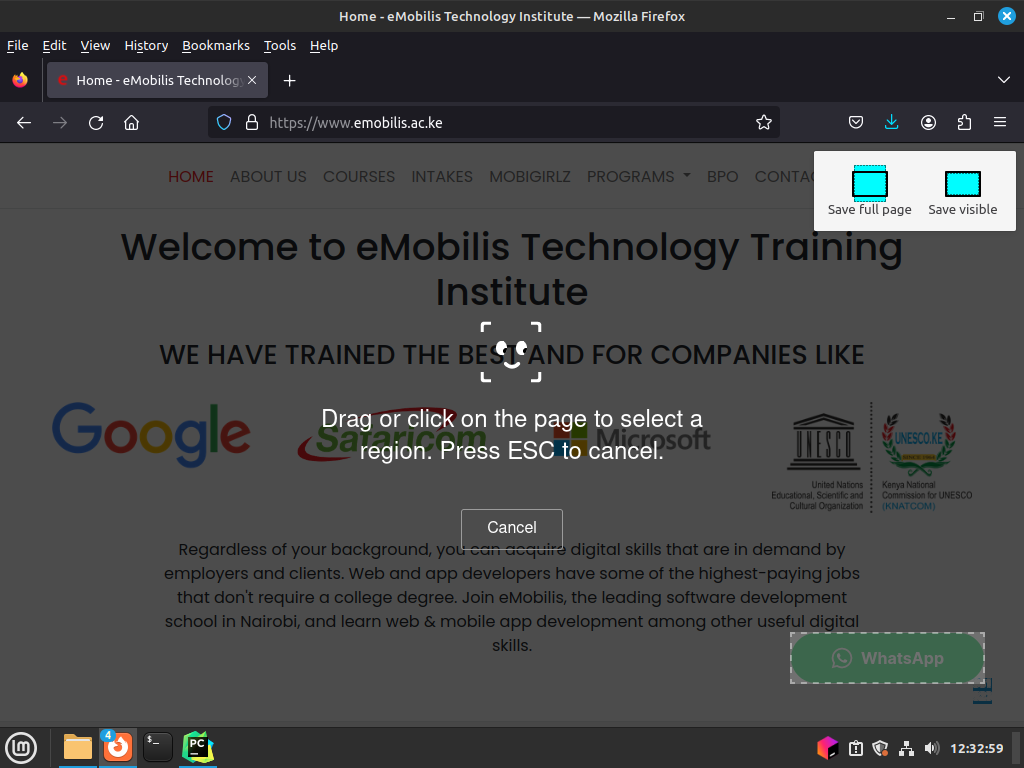 Home - eMobilis Technology Institute — Mozilla Firefox
File Edit View History Bookmarks Tools Help
Home - eMobilis Technology
https://www.emobilis.ac.ke
HOME ABOUT US COURSES INTAKES MOBIGIRLZ PROGRAMS BPO
Save full page Save visible
Welcome to eMobilis Technology Training
Institute
WE HAVE TRAINED THE BEST AND FOR COMPANIES LIKE
Google Safaricom Microsoft
UNESCO UNESCO.KE
United Nations
Educational, Scientific and
Cultural Organization
Kenya National
Commission for UNESCO
(KNATCOM)
Drag or click on the page to select a
region. Press ESC to cancel.
Cancel
Regardless of your background, you can acquire digital skills that are in demand by
employers and clients. Web and app developers have some of the highest-paying jobs
that don't require a college degree. Join eMobilis, the leading software development
school in Nairobi, and learn web & mobile app development among other useful digital
skills.
WhatsApp
4
$_
PC
12:32:59